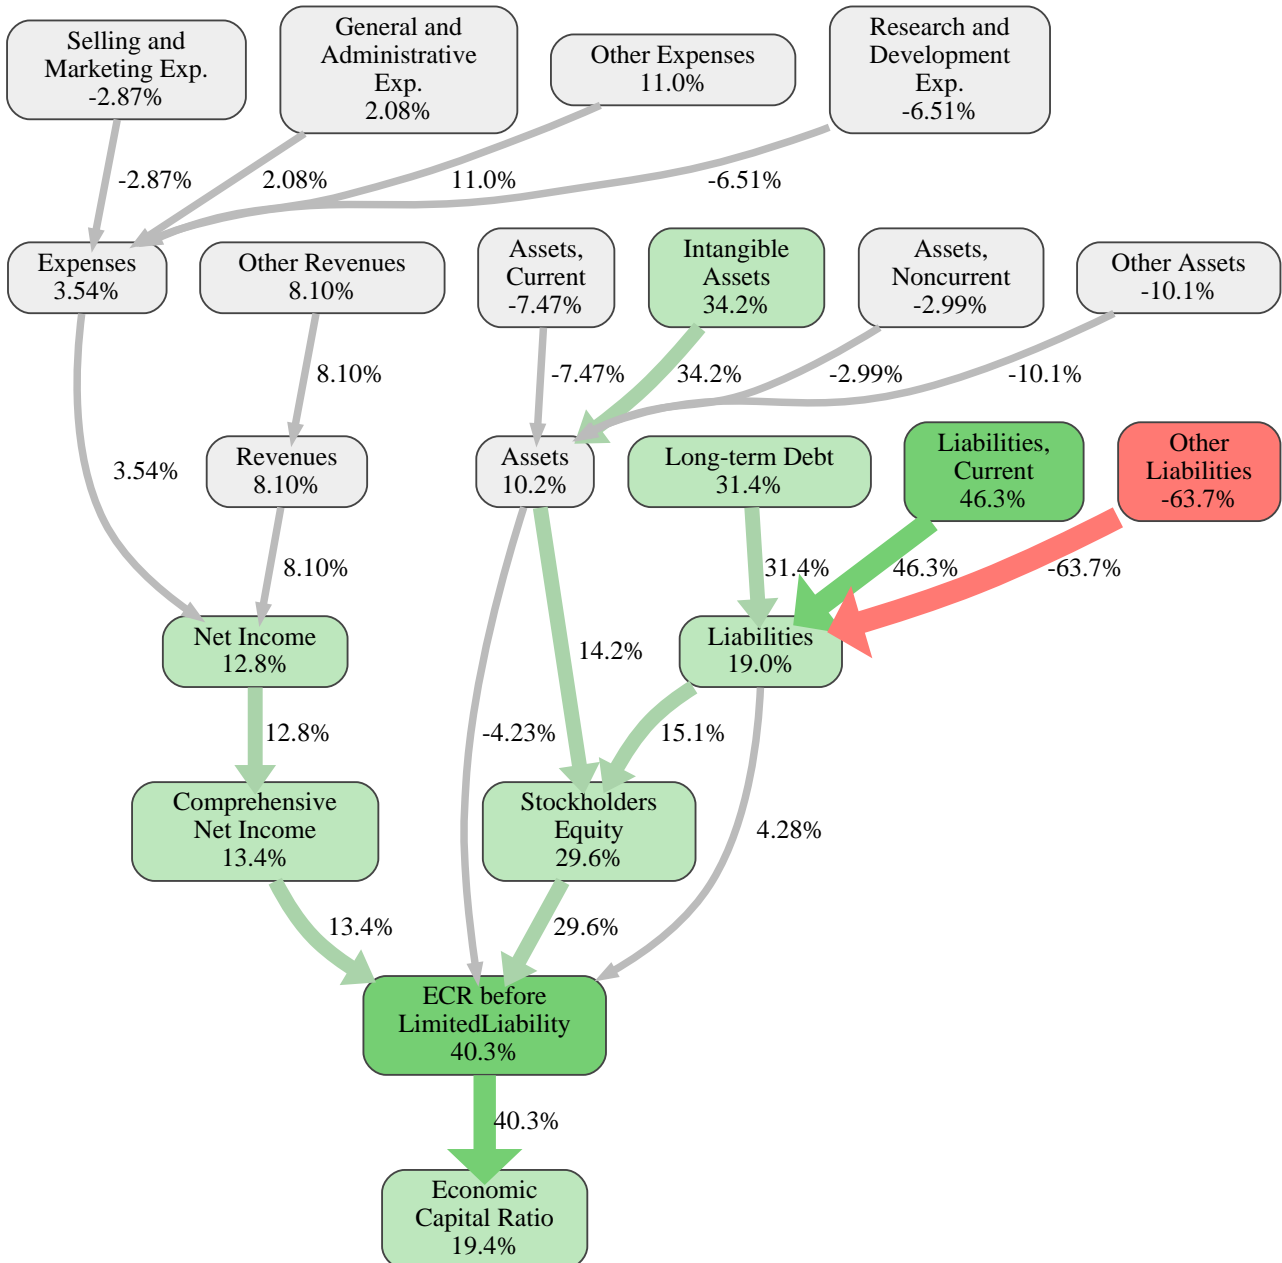 Selling and
Marketing Exp.
-2.87%
General and
Administrative
Exp.
2.08%
Other Expenses
11.0%
Research and
Development
Exp.
-6.51%
-2.87%
2.08%
11.0%
-6.51%
Expenses
3.54%
Other Revenues
8.10%
Assets,
Current
-7.47%
Intangible
Assets
34.2%
Assets,
Noncurrent
-2.99%
Other Assets
-10.1%
8.10%
-7.47%
34.2%
-2.99%
-10.1%
3.54%
Revenues
8.10%
Assets
10.2%
Long-term Debt
31.4%
Liabilities,
Current
46.3%
Other
Liabilities
-63.7%
8.10%
31.4%
46.3%
-63.7%
Net Income
12.8%
14.2%
Liabilities
19.0%
12.8%
-4.23%
15.1%
Comprehensive
Net Income
13.4%
Stockholders
Equity
29.6%
4.28%
13.4%
29.6%
ECR before
LimitedLiability
40.3%
40.3%
Economic
Capital Ratio
19.4%